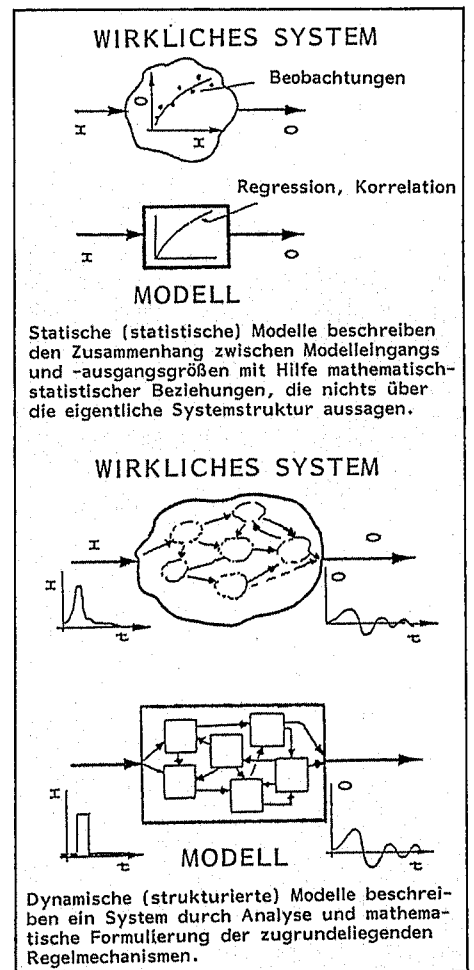 WIRKLICHES SYSTEM
Beobachtungen
O
I
I
O
Regression, Korrelation
I
O
MODELL
Statische (statistische) Modelle beschreiben
den Zusammenhang zwischen Modelleingangs
und -ausgangsgrößen mit Hilfe mathematisch-
statistischer Beziehungen, die nichts über
die eigentliche Systemstruktur aussagen.
WIRKLICHES SYSTEM
I
O
I
O
t
t
I
O
t
t
MODELL
Dynamische (strukturierte) Modelle beschrei-
ben ein System durch Analyse und mathema-
tische Formulierung der zugrundeliegenden
Regelmechanismen.